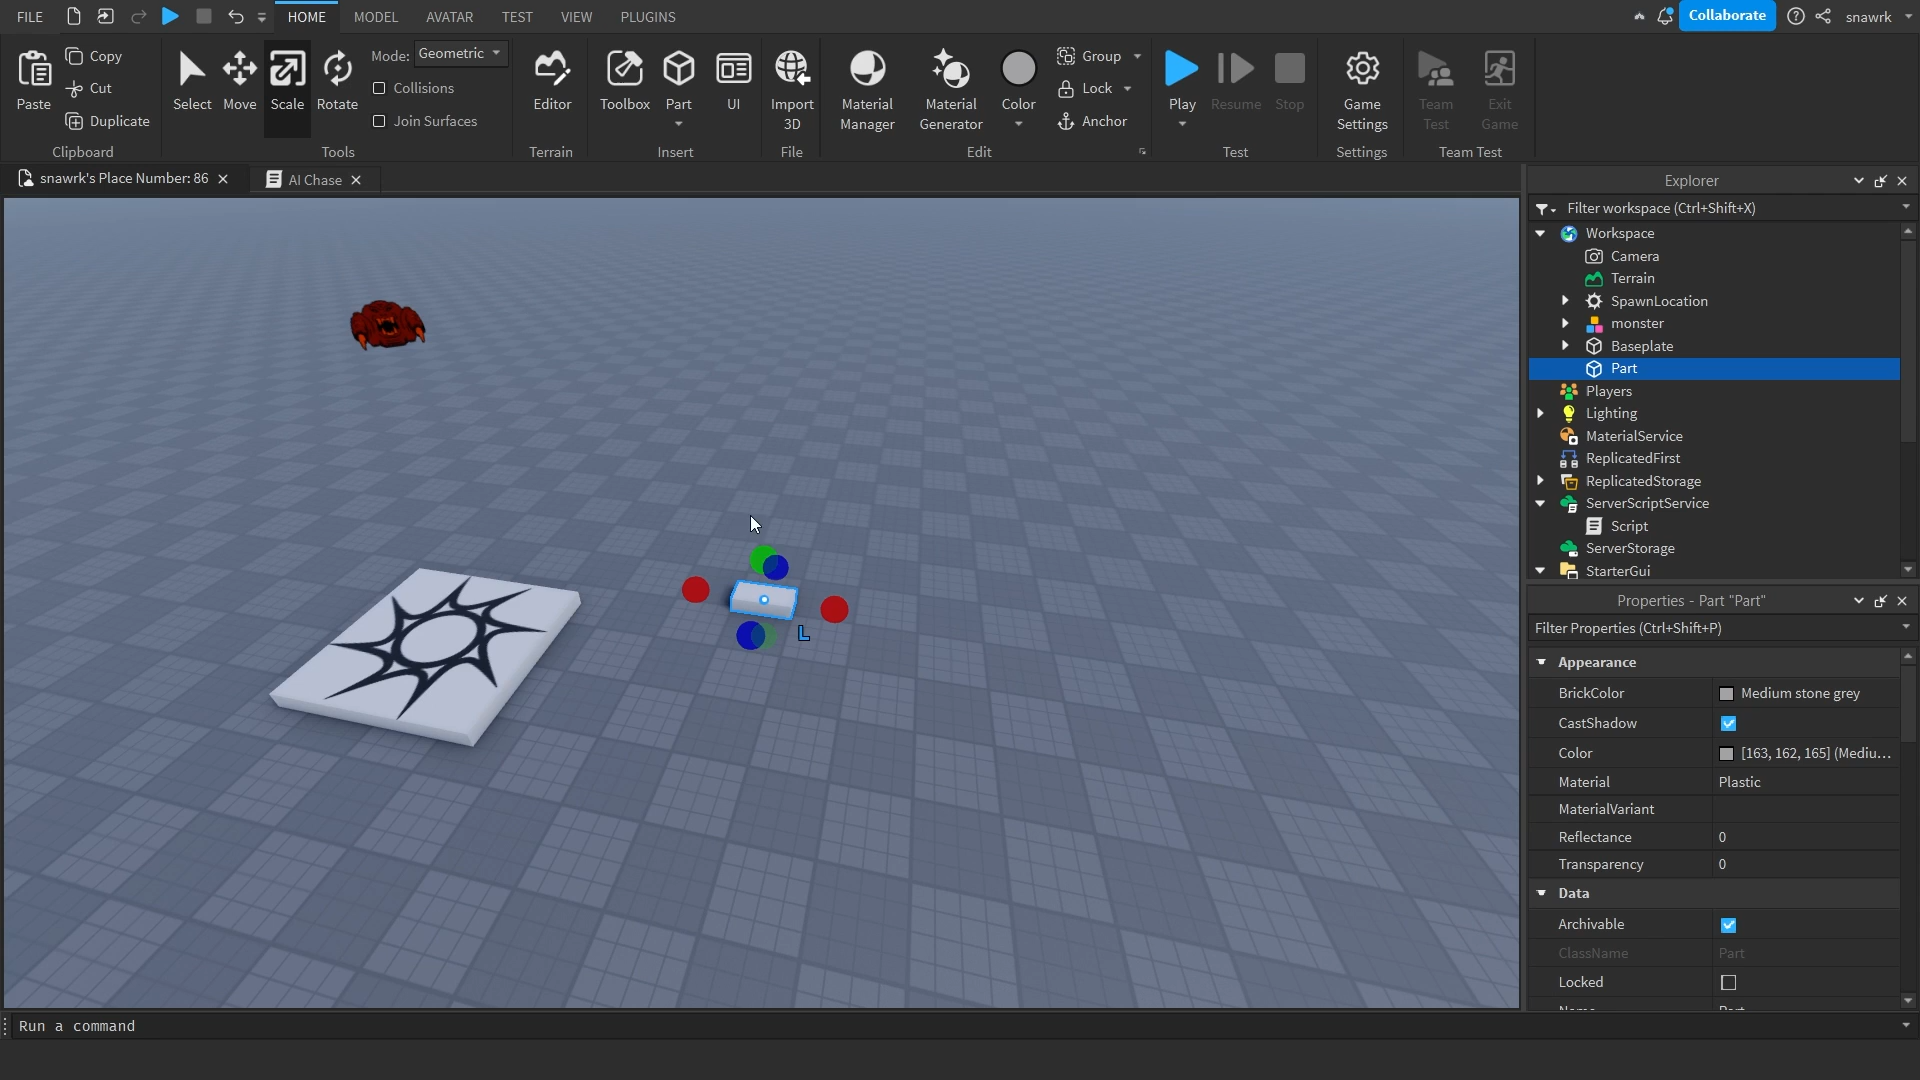 FILE HOME MODEL AVATAR TEST VIEW PLUGINS Collaborate snawrk
Paste Copy Cut Duplicate Clipboard
Select Move Scale Rotate Mode: Geometric Collisions Join Surfaces Tools
Editor Terrain
Toolbox Part UI Insert
Import 3D File
Material Manager Material Generator Color Group Lock Anchor Edit
Play Resume Stop Test
Game Settings Settings
Team Test Exit Game Team Test
snawrk's Place Number: 86 AI Chase
L
Explorer
Filter workspace (Ctrl+Shift+X)
Workspace
Camera
Terrain
SpawnLocation
monster
Baseplate
Part
Players
Lighting
MaterialService
ReplicatedFirst
ReplicatedStorage
ServerScriptService
Script
ServerStorage
StarterGui
Properties - Part "Part"
Filter Properties (Ctrl+Shift+P)
Appearance
BrickColor Medium stone grey
CastShadow
Color [163, 162, 165] (Mediu...
Material Plastic
MaterialVariant
Reflectance 0
Transparency 0
Data
Archivable
ClassName Part
Locked
Run a command